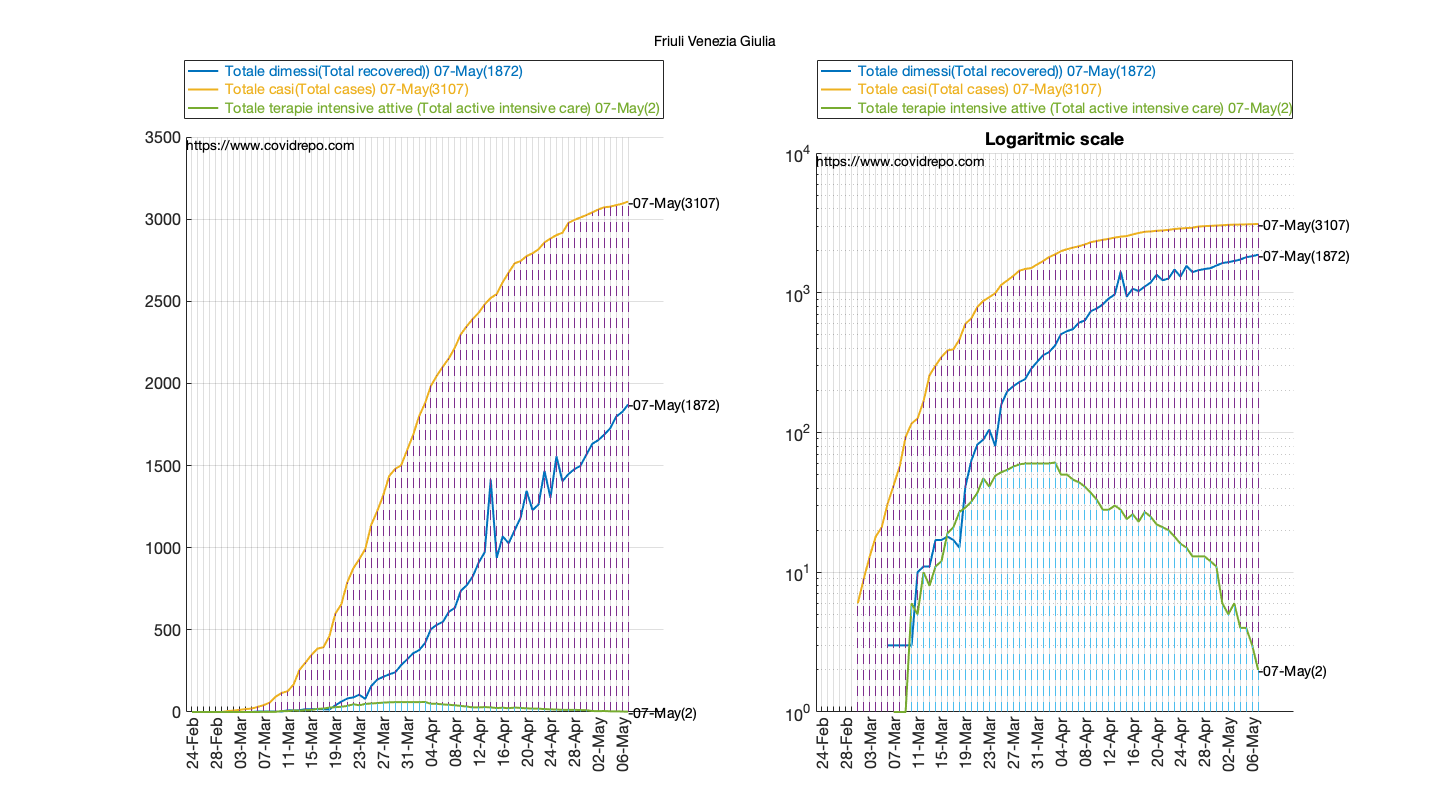 Friuli Venezia Giulia
Totale dimessi(Total recovered)) 07-May(1872)
Totale casi(Total cases) 07-May(3107)
Totale terapie intensive attive (Total active intensive care) 07-May(2)
https://www.covidrepo.com
3500
3000
2500
2000
1500
1000
500
0
-07-May(3107)
-07-May(1872)
-07-May(2)
24-Feb
28-Feb
03-Mar
07-Mar
11-Mar
15-Mar
19-Mar
23-Mar
27-Mar
31-Mar
04-Apr
08-Apr
12-Apr
16-Apr
20-Apr
24-Apr
28-Apr
02-May
06-May
Totale dimessi(Total recovered)) 07-May(1872)
Totale casi(Total cases) 07-May(3107)
Totale terapie intensive attive (Total active intensive care) 07-May(2)
Logaritmic scale
https://www.covidrepo.com
10^4
10^3
10^2
10^1
10^0
-07-May(3107)
-07-May(1872)
-07-May(2)
24-Feb
28-Feb
03-Mar
07-Mar
11-Mar
15-Mar
19-Mar
23-Mar
27-Mar
31-Mar
04-Apr
08-Apr
12-Apr
16-Apr
20-Apr
24-Apr
28-Apr
02-May
06-May